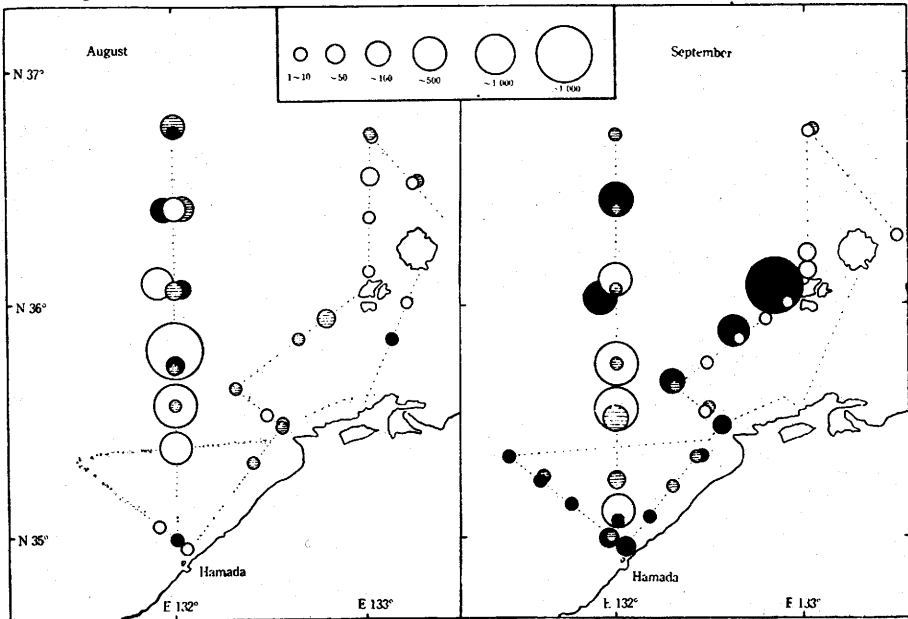 August
September
1~10 ~50 ~100 ~500 ~1 000 ~1 000
N 37°
N 36°
N 35°
Hamada
Hamada
E 132° E 133° E 132° E 133°